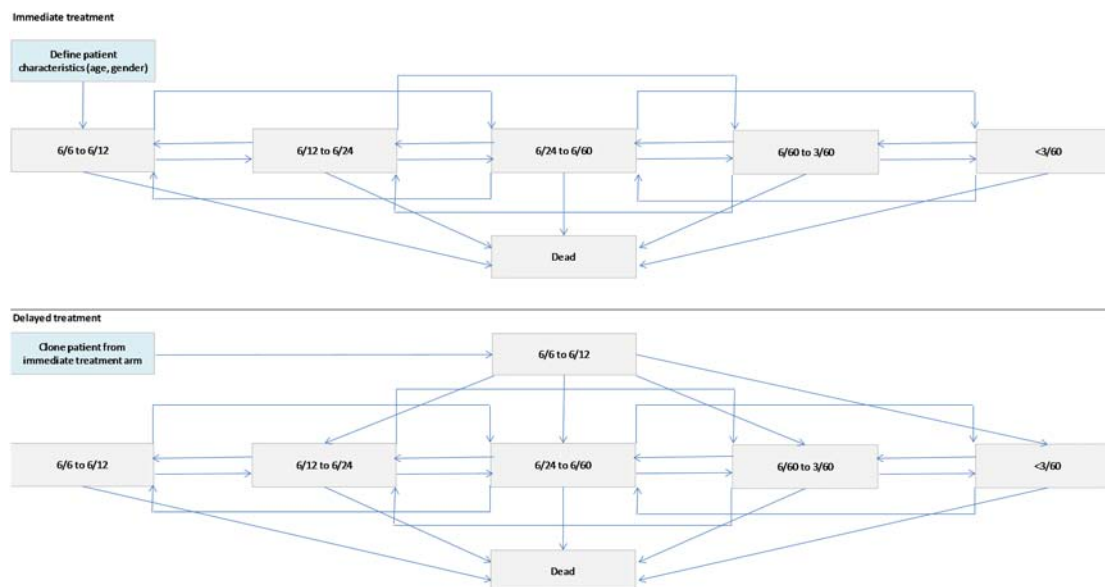 Immediate treatment
Define patient
characteristics (age, gender)
6/6 to 6/12
6/12 to 6/24
6/24 to 6/60
6/60 to 3/60
<3/60
Dead
Delayed treatment
Clone patient from
immediate treatment arm
6/6 to 6/12
6/6 to 6/12
6/12 to 6/24
6/24 to 6/60
6/60 to 3/60
<3/60
Dead